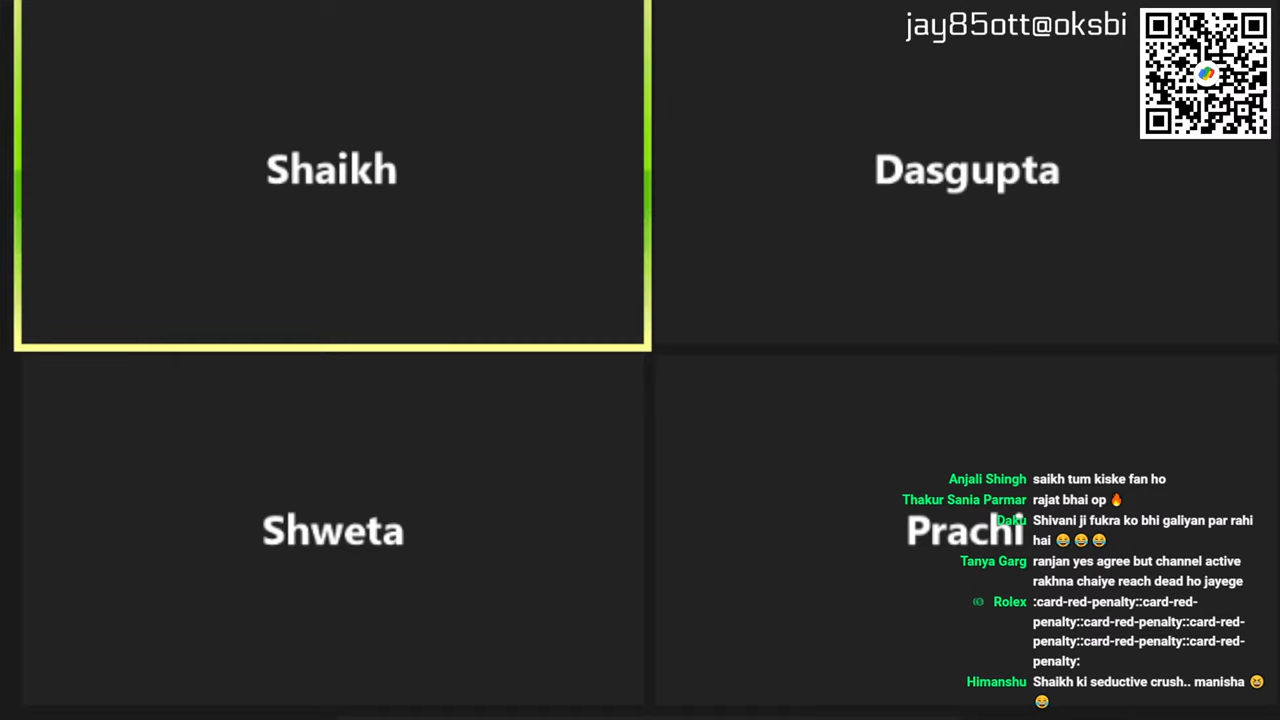 jay85ott@oksbi
Shaikh
Dasgupta
Shweta
Prachi
Anjali Shingh saikh tum kiske fan ho
Thakur Sania Parmar rajat bhai op 🔥
Daku Shivani ji fukra ko bhi galiyan par rahi
hai 😂 😂 😂
Tanya Garg ranjan yes agree but channel active
rakhna chaiye reach dead ho jayege
Rolex :card-red-penalty::card-red-
penalty::card-red-penalty::card-red-
penalty::card-red-penalty::card-red-
penalty:
Himanshu Shaikh ki seductive crush.. manisha 😆
😂